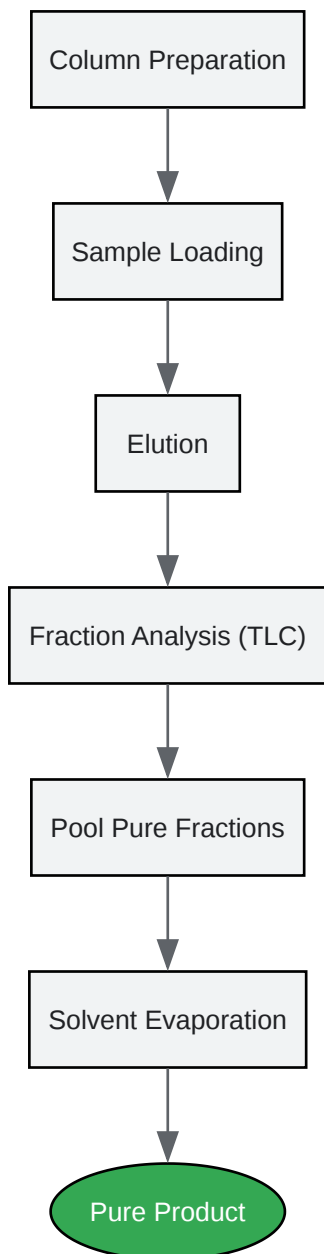 Column Preparation
Sample Loading
Elution
Fraction Analysis (TLC)
Pool Pure Fractions
Solvent Evaporation
Pure Product